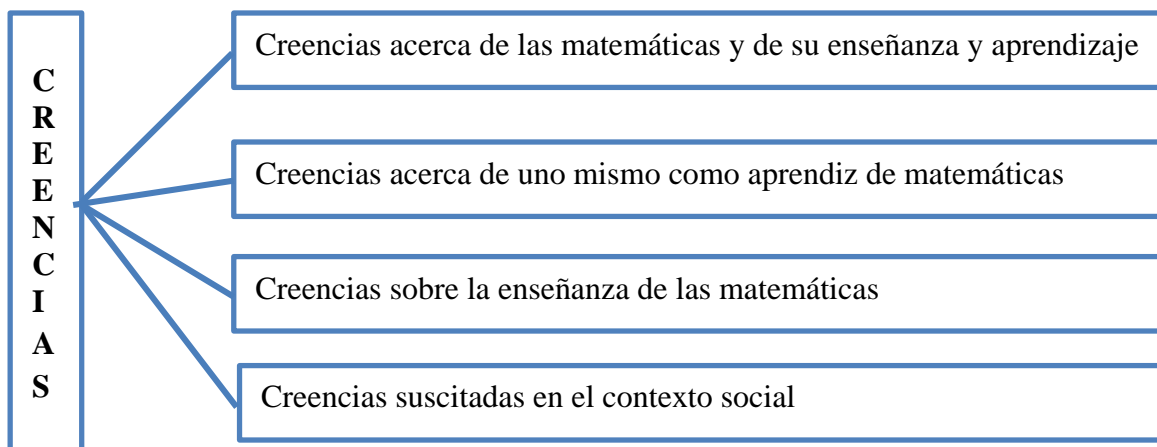 CREENCIAS
Creencias acerca de las matemáticas y de su enseñanza y aprendizaje
Creencias acerca de uno mismo como aprendiz de matemáticas
Creencias sobre la enseñanza de las matemáticas
Creencias suscitadas en el contexto social